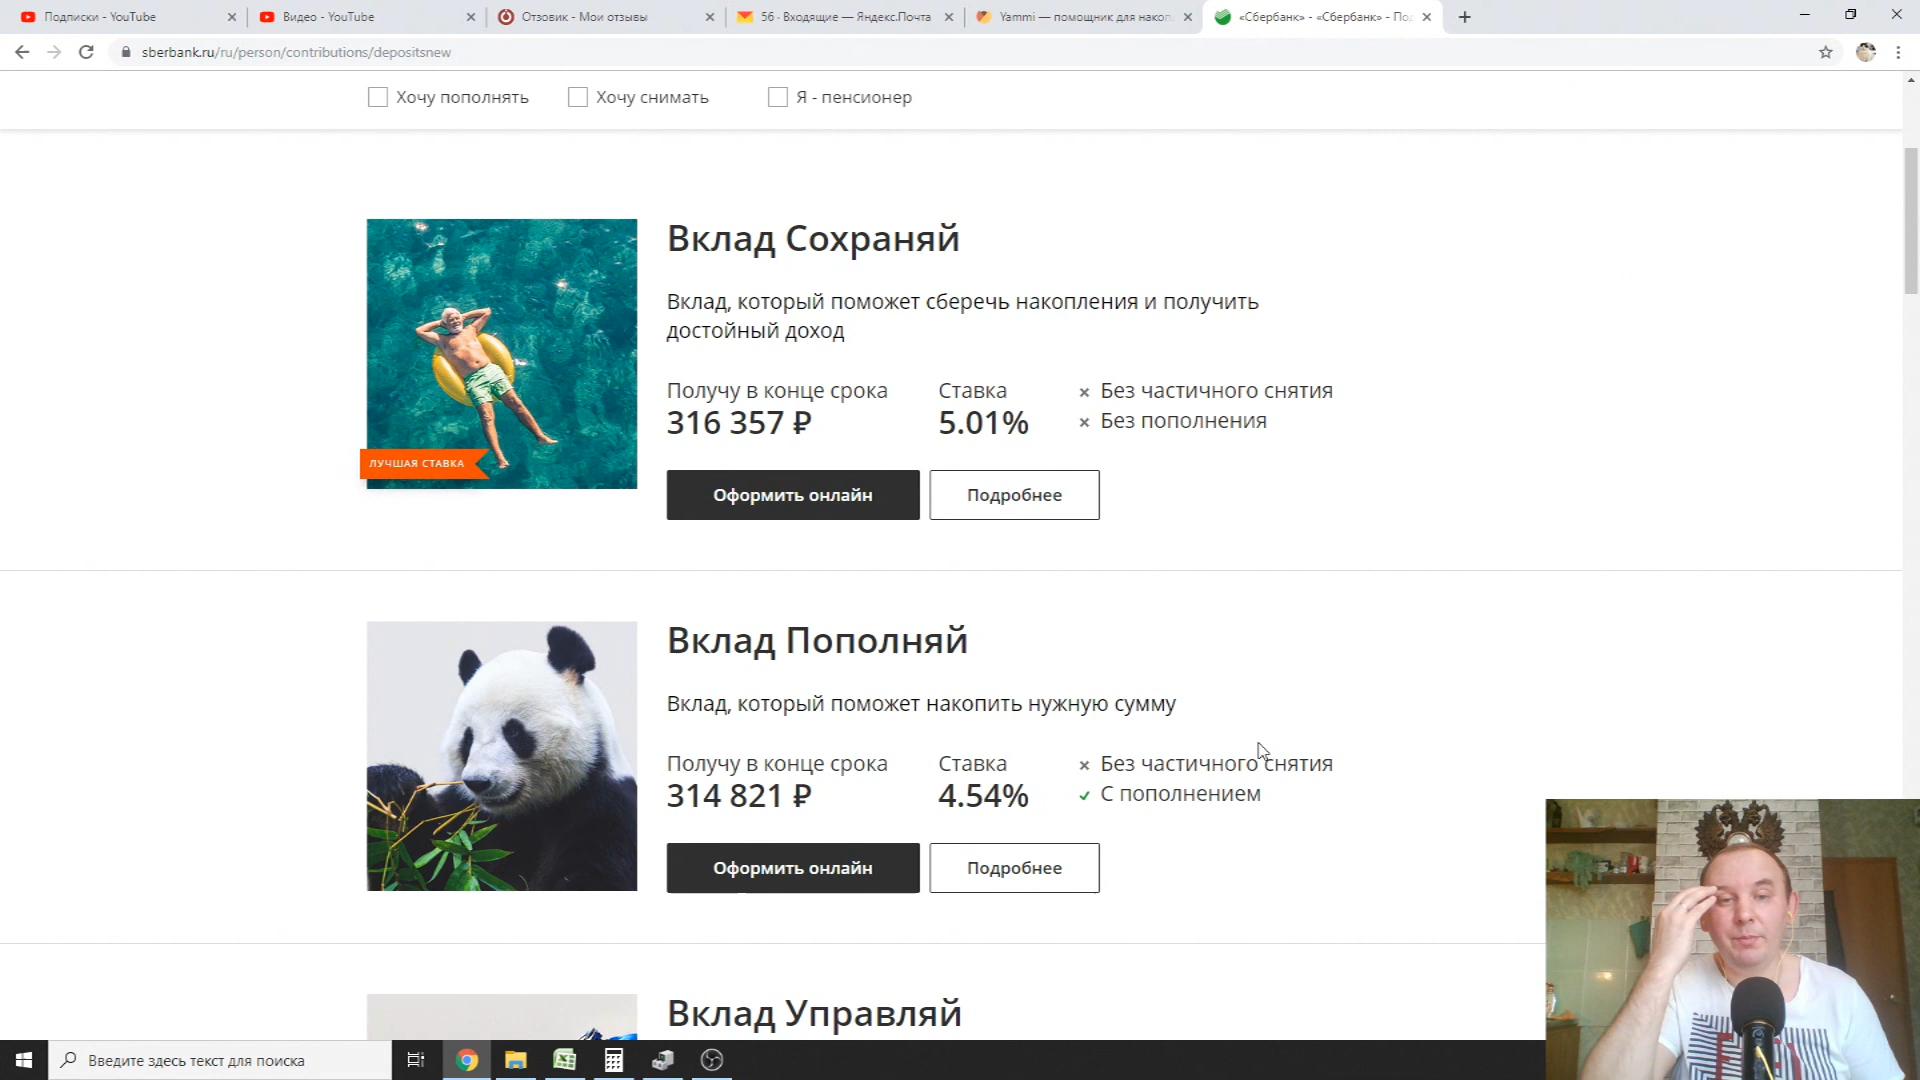 Подписки - YouTube
Видео - YouTube
Отзовик - Мои отзывы
56 · Входящие — Яндекс.Почта
Yammi — помощник для накоп
«Сбербанк» - «Сбербанк» - По
sberbank.ru/ru/person/contributions/depositsnew
Хочу пополнять
Хочу снимать
Я - пенсионер
Вклад Сохраняй
Вклад, который поможет сберечь накопления и получить
достойный доход
Получу в конце срока
Ставка
Без частичного снятия
316 357 ₽
5.01%
Без пополнения
ЛУЧШАЯ СТАВКА
Оформить онлайн
Подробнее
Вклад Пополняй
Вклад, который поможет накопить нужную сумму
Получу в конце срока
Ставка
Без частичного снятия
314 821 ₽
4.54%
С пополнением
Оформить онлайн
Подробнее
Вклад Управляй
Введите здесь текст для поиска